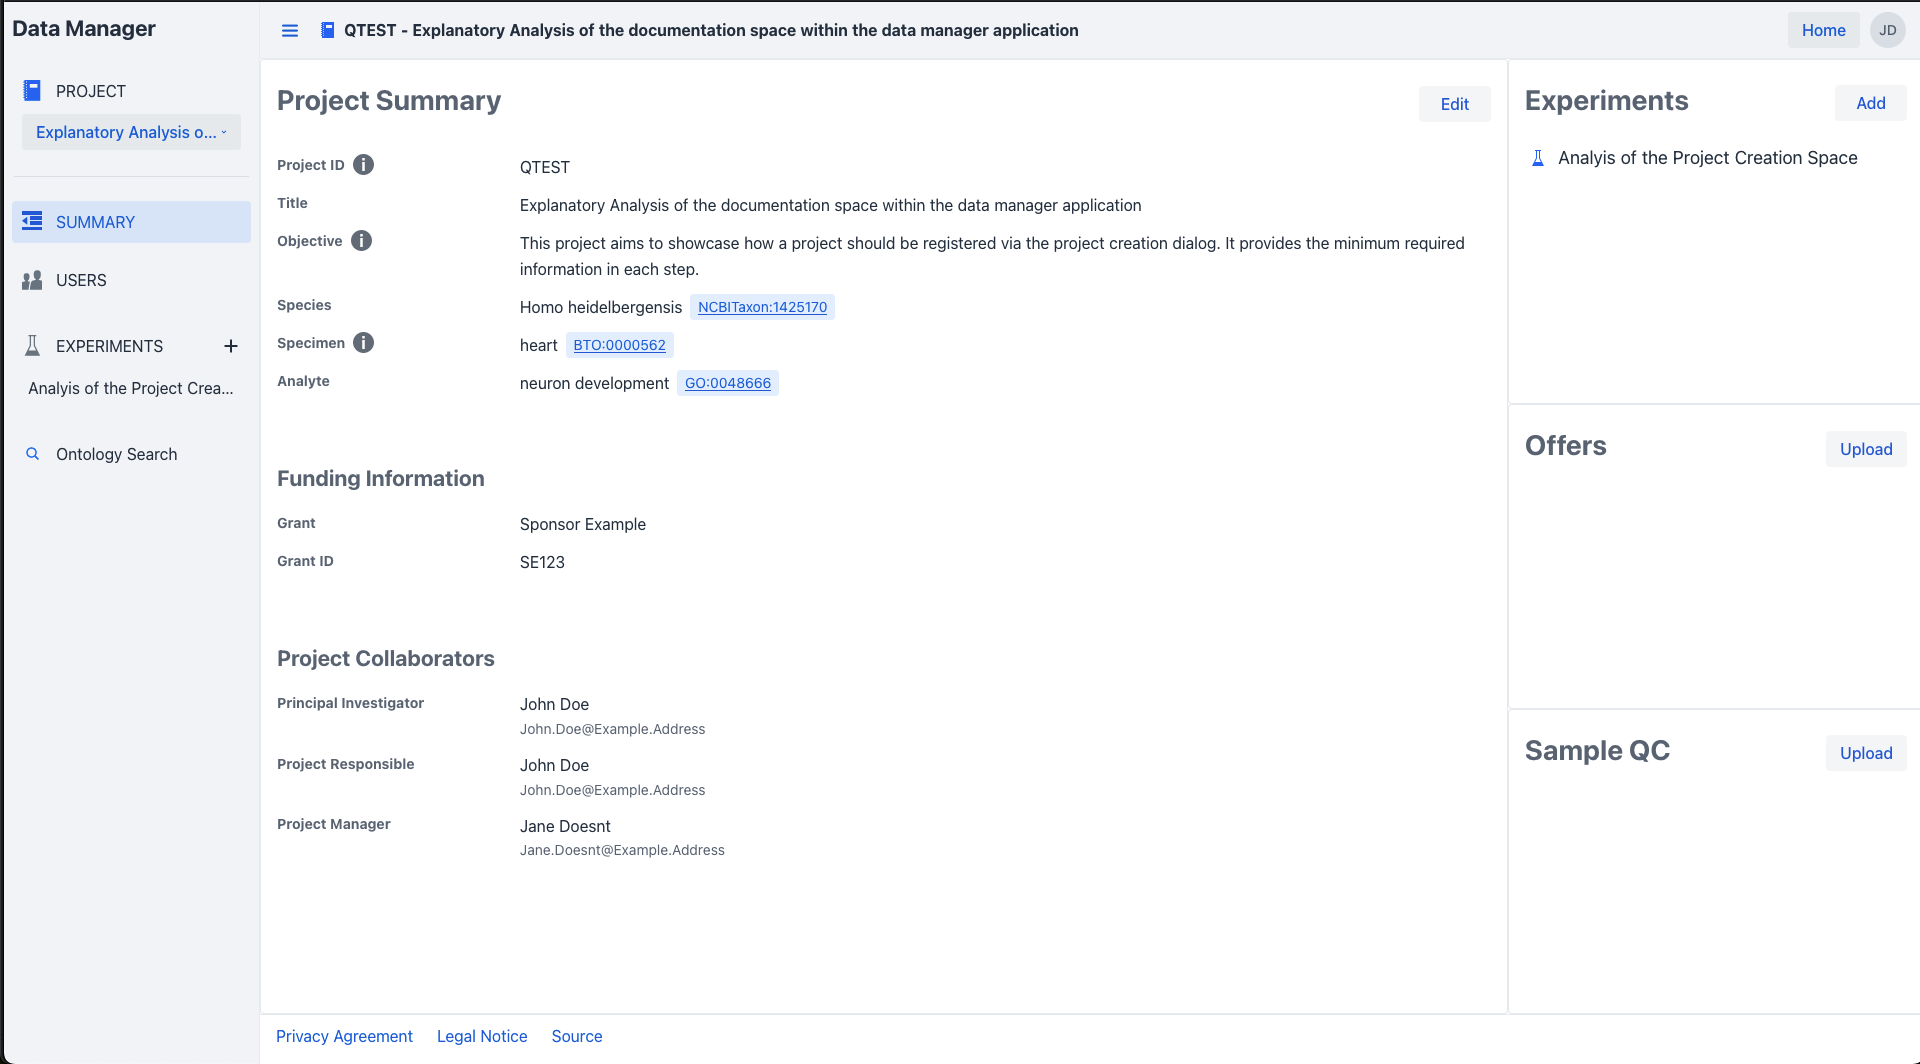 Data Manager
PROJECT
Explanatory Analysis o...
SUMMARY
USERS
EXPERIMENTS +
Analyis of the Project Crea...
Ontology Search
QTEST - Explanatory Analysis of the documentation space within the data manager application
Home
JD
Project Summary
Edit
Project ID
QTEST
Title
Explanatory Analysis of the documentation space within the data manager application
Objective
This project aims to showcase how a project should be registered via the project creation dialog. It provides the minimum required
information in each step.
Species
Homo heidelbergensis NCBITaxon:1425170
Specimen
heart BTO:0000562
Analyte
neuron development GO:0048666
Funding Information
Grant
Sponsor Example
Grant ID
SE123
Project Collaborators
Principal Investigator
John Doe
John.Doe@Example.Address
Project Responsible
John Doe
John.Doe@Example.Address
Project Manager
Jane Doesnt
Jane.Doesnt@Example.Address
Experiments
Add
Analyis of the Project Creation Space
Offers
Upload
Sample QC
Upload
Privacy Agreement
Legal Notice
Source